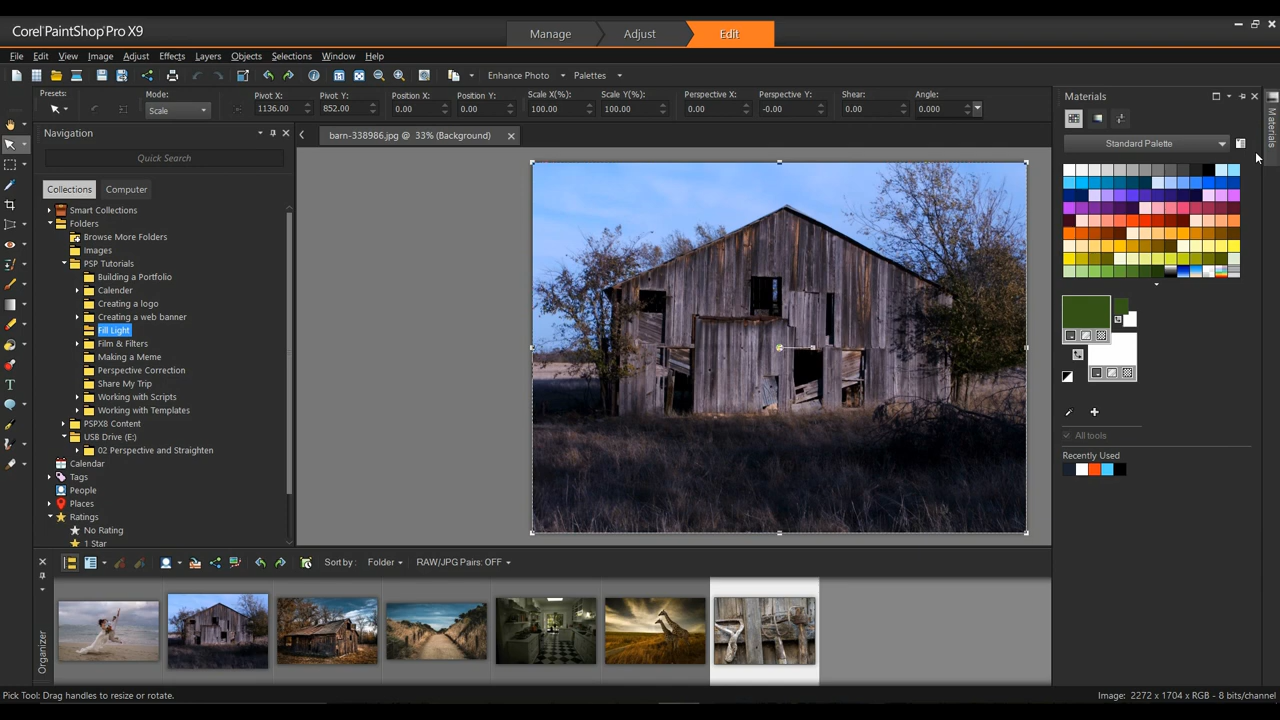 Corel PaintShop Pro X9
Manage Adjust Edit
File Edit View Image Adjust Effects Layers Objects Selections Window Help
Enhance Photo Palettes
Presets: Mode: Pivot X: Pivot Y: Position X: Position Y: Scale X(%): Scale Y(%): Perspective X: Perspective Y: Shear: Angle:
Scale 1136.00 852.00 0.00 0.00 100.00 100.00 0.00 -0.00 0.00 0.000
Navigation
Quick Search
Collections Computer
Smart Collections
Folders
Browse More Folders
Images
PSP Tutorials
Building a Portfolio
Calender
Creating a logo
Creating a web banner
Fill Light
Film & Filters
Making a Meme
Perspective Correction
Share My Trip
Working with Scripts
Working with Templates
PSPX8 Content
USB Drive (E:)
02 Perspective and Straighten
Calendar
Tags
People
Places
Ratings
No Rating
1 Star
barn-338986.jpg @ 33% (Background)
Materials
Materials
Standard Palette
All tools
Recently Used
Sort by: Folder RAW/JPG Pairs: OFF
Organizer
Pick Tool: Drag handles to resize or rotate.
Image: 2272 x 1704 x RGB - 8 bits/channel